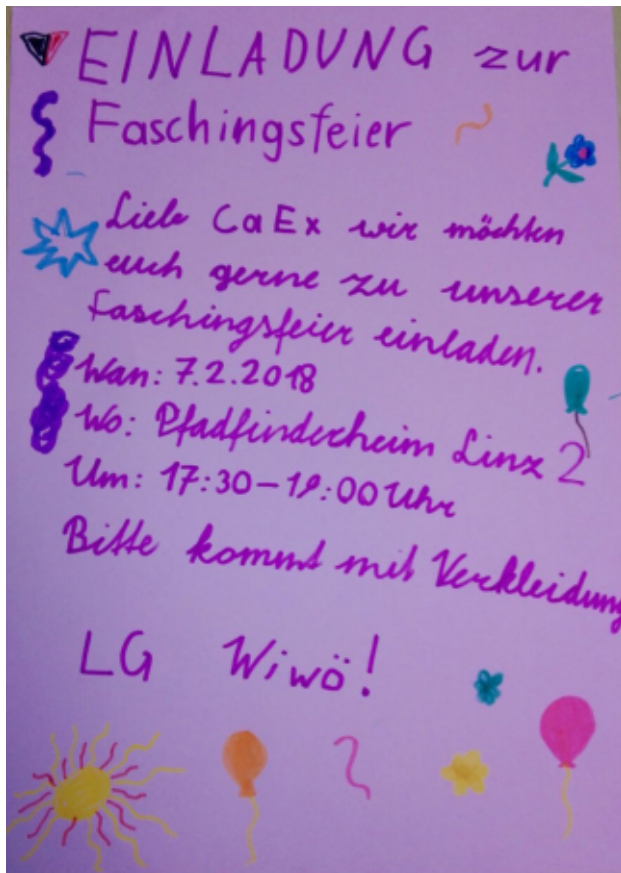 EINLADUNG zur
Faschingsfeier
Liebe CaEx wir möchten
euch gerne zu unserer
Faschingsfeier einladen.
Wan: 7.2.2018
Wo: Pfadfinderheim Linz 2
Um: 17:30-19:00 Uhr
Bitte kommt mit Verkleidung
LG Wiwö!